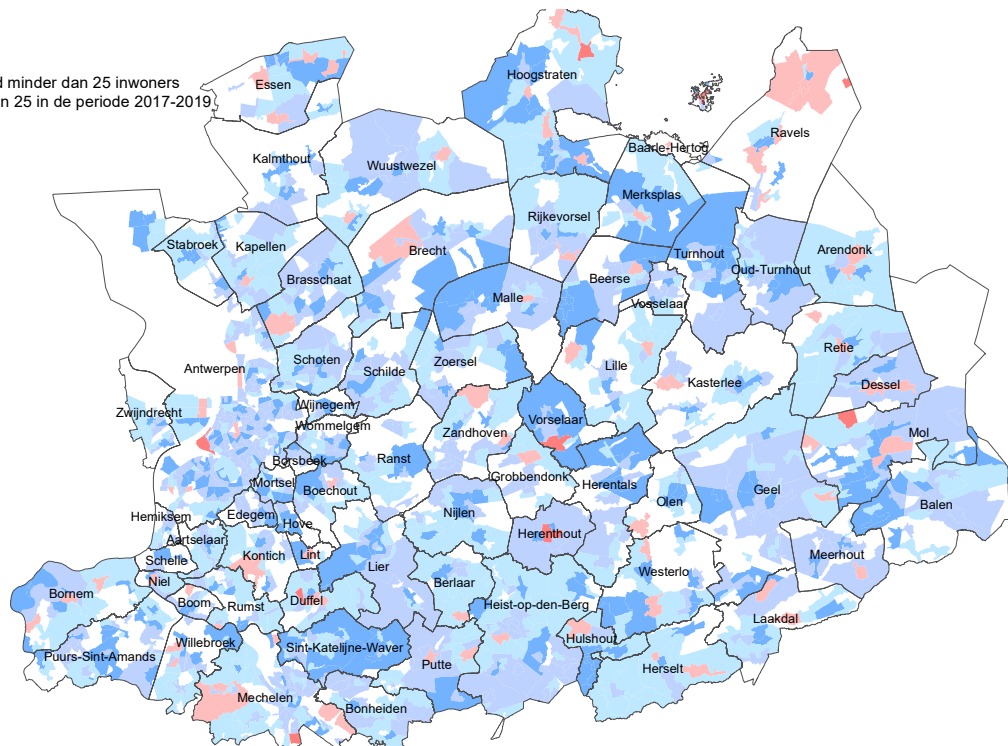 d minder dan 25 inwoners
n 25 in de periode 2017-2019
Essen
Hoogstraten
Ravels
Baarle-Hertog
Kalmthout
Wuustwezel
Merksplas
Rijkevorsel
Stabroek
Kapellen
Brecht
Turnhout
Arendonk
Brasschaat
Beerse
Oud-Turnhout
Malle
Vosselaar
Retie
Schoten
Zoersel
Lille
Antwerpen
Schilde
Kasterlee
Dessel
Zwijndrecht
Wijnegem
Vorselaar
Wommelgem
Zandhoven
Mol
Borsbeek
Ranst
Grobbendonk
Mortsel
Boechout
Herentals
Geel
Olen
Balen
Hemiksem
Edegem
Hove
Nijlen
Herenthout
Aartselaar
Kontich
Lint
Meerhout
Schelle
Lier
Westerlo
Niel
Berlaar
Bornem
Boom
Rumst
Duffel
Heist-op-den-Berg
Laakdal
Willebroek
Sint-Katelijne-Waver
Hulshout
Puurs-Sint-Amands
Putte
Herselt
Mechelen
Bonheiden